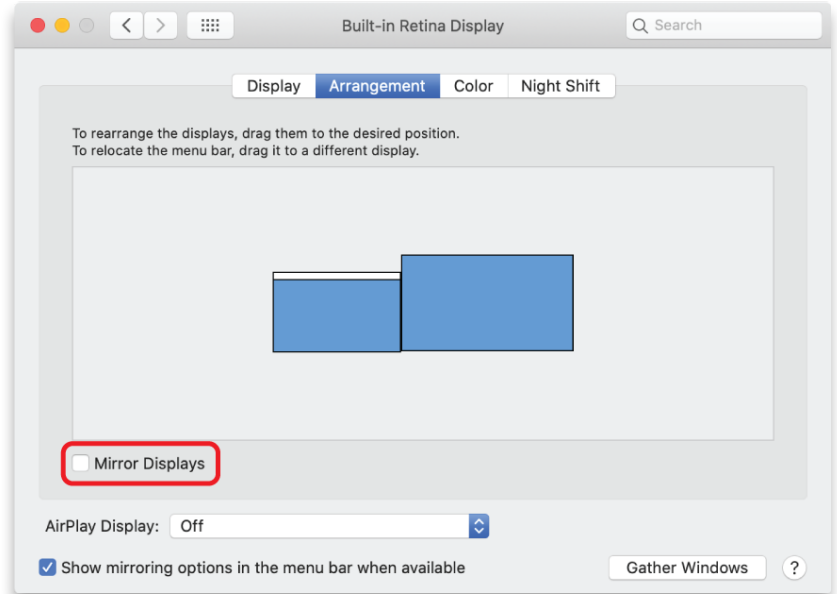 Built-in Retina Display
Search
Display Arrangement Color Night Shift
To rearrange the displays, drag them to the desired position.
To relocate the menu bar, drag it to a different display.
Mirror Displays
AirPlay Display: Off
Show mirroring options in the menu bar when available
Gather Windows ?